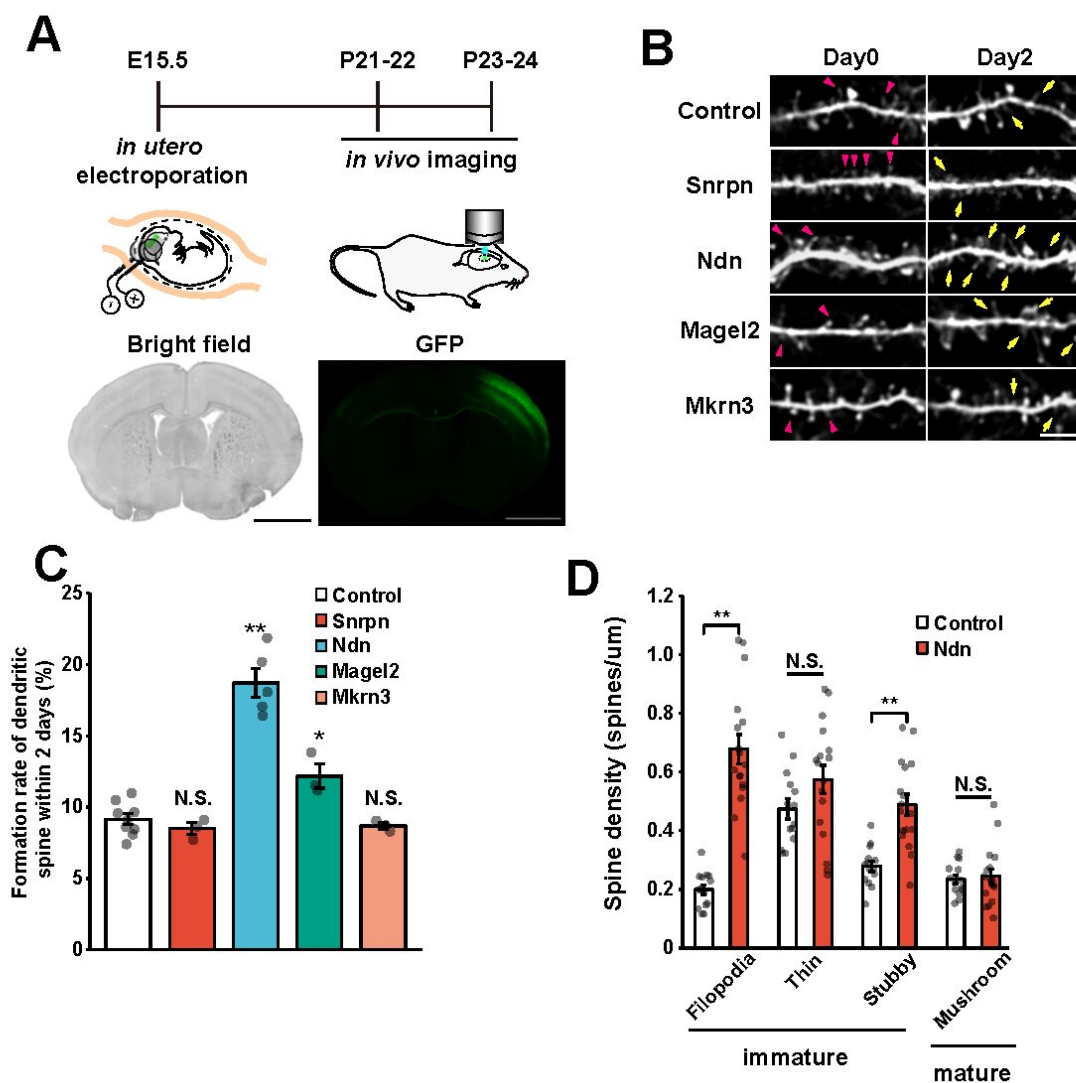 A
E15.5
P21-22
P23-24
in utero
electroporation
in vivo imaging
- +
Bright field
GFP
B
Day0
Day2
Control
Snrpn
Ndn
Magel2
Mkrn3
C
Formation rate of dendritic
spine within 2 days (%)
25
20
15
10
5
0
Control
Snrpn
Ndn
Magel2
Mkrn3
N.S.
**
*
N.S.
D
Spine density (spines/um)
1.2
1.0
0.8
0.6
0.4
0.2
0
Control
Ndn
**
N.S.
**
N.S.
Filopodia
Thin
Stubby
Mushroom
immature
mature